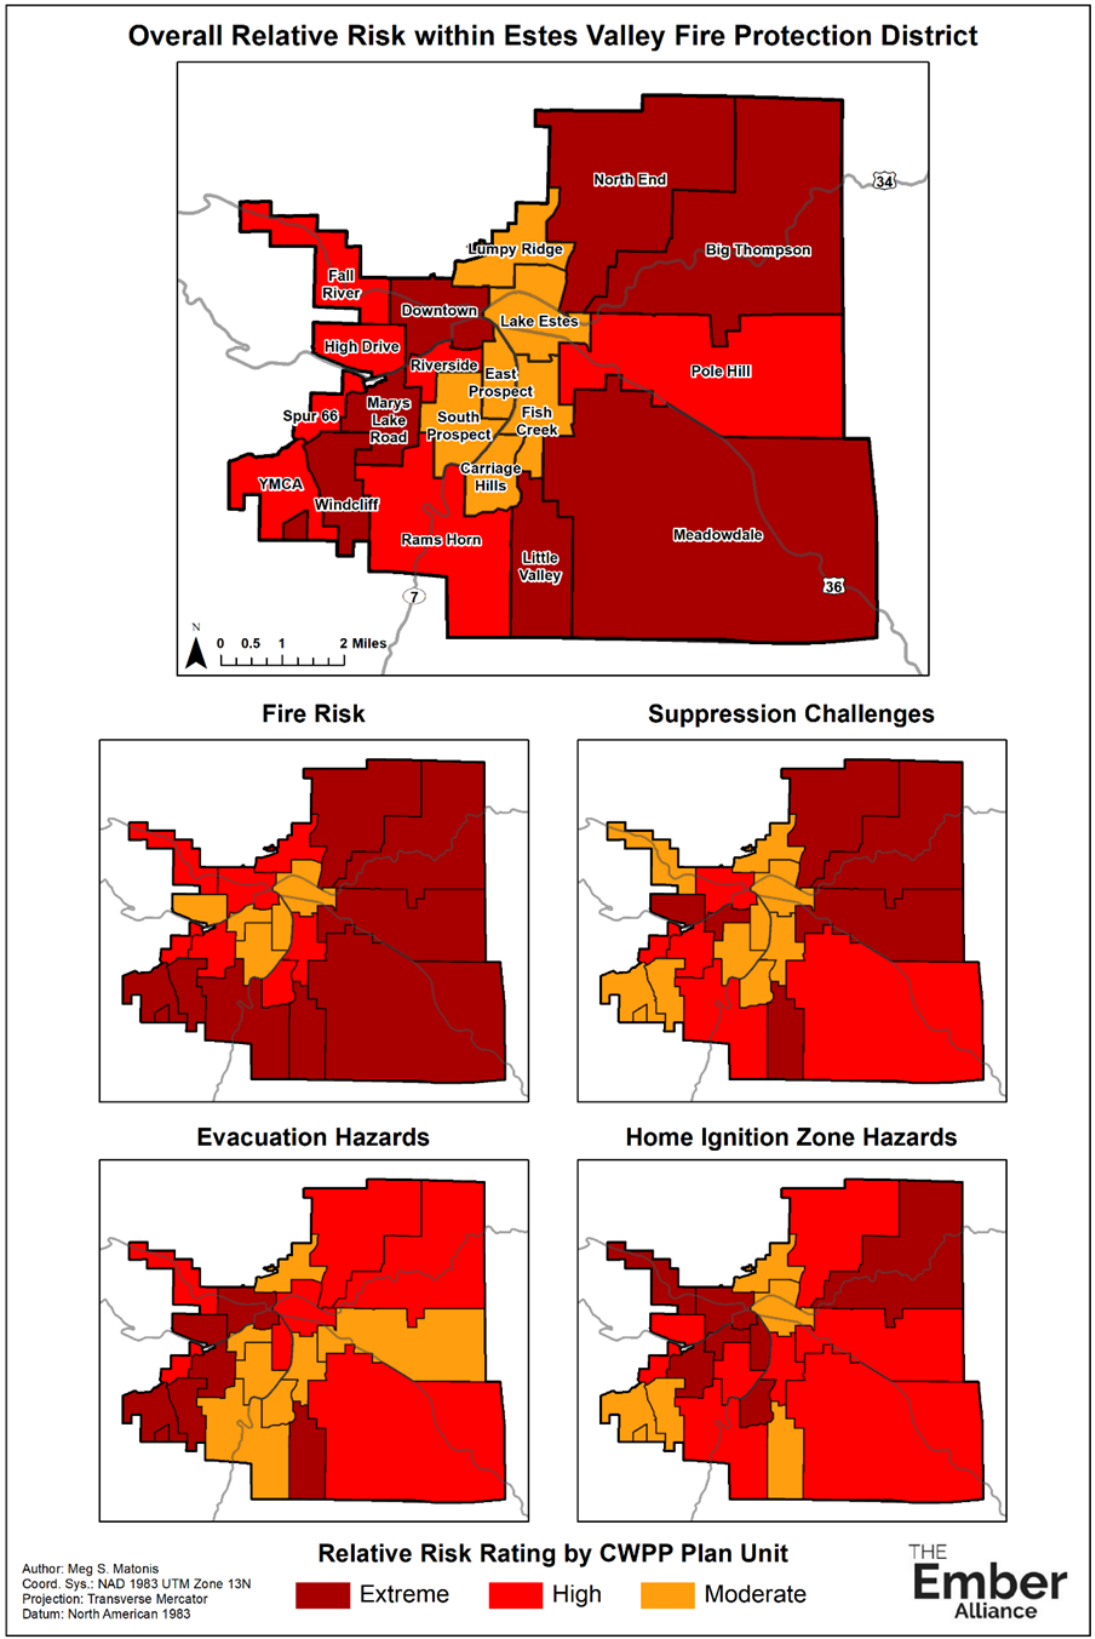 Overall Relative Risk within Estes Valley Fire Protection District
North End
34
Lumpy Ridge
Big Thompson
Fall
River
Downtown
Lake Estes
High Drive
Riverside
Pole Hill
East
Prospect
Spur 66
Marys
Lake
Road
South
Prospect
Fish
Creek
Carriage
Hills
YMCA
Windcliff
Rams Horn
Meadowdale
Little
Valley
36
7
N
0 0.5 1 2 Miles
Fire Risk
Suppression Challenges
Evacuation Hazards
Home Ignition Zone Hazards
Relative Risk Rating by CWPP Plan Unit
Extreme High Moderate
Author: Meg S. Matonis
Coord. Sys.: NAD 1983 UTM Zone 13N
Projection: Transverse Mercator
Datum: North American 1983
THE
Ember
Alliance